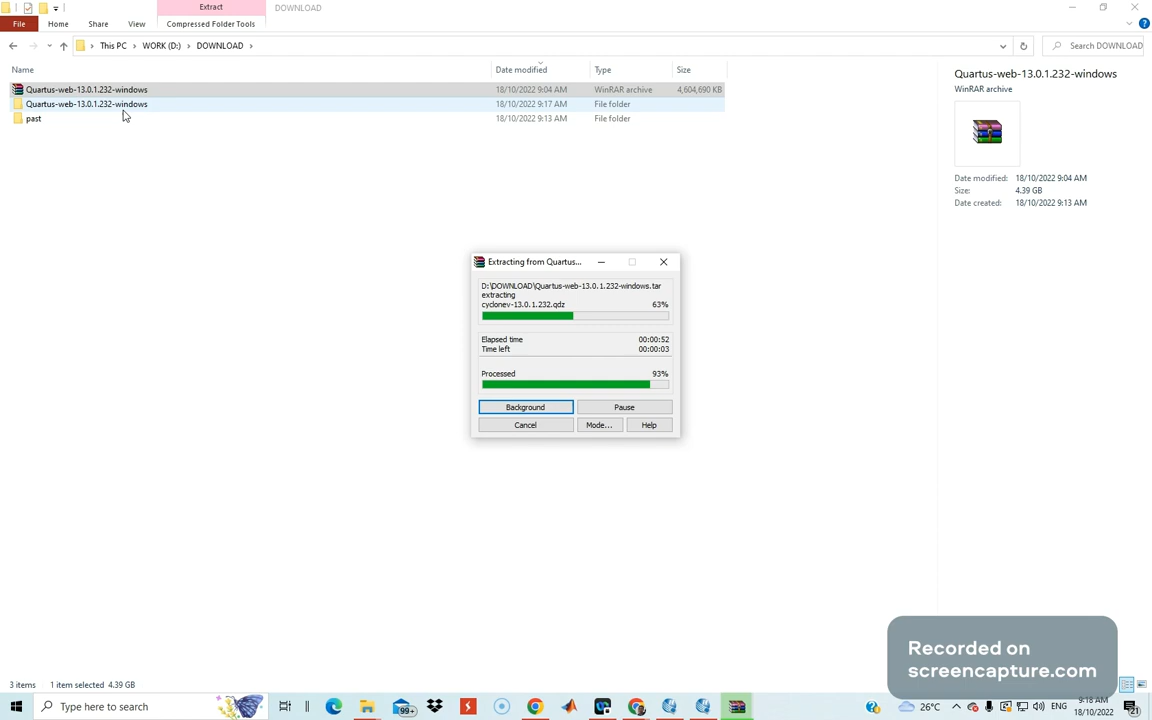 Extract
DOWNLOAD
File
Home
Share
View
Compressed Folder Tools
This PC
WORK (D:)
DOWNLOAD
Search DOWNLOAD
Name
Date modified
Type
Size
Quartus-web-13.0.1.232-windows
18/10/2022 9:04 AM
WinRAR archive
4,604,690 KB
Quartus-web-13.0.1.232-windows
18/10/2022 9:17 AM
File folder
past
18/10/2022 9:13 AM
File folder
Quartus-web-13.0.1.232-windows
WinRAR archive
Date modified: 18/10/2022 9:04 AM
Size: 4.39 GB
Date created: 18/10/2022 9:13 AM
Extracting from Quartus...
D:\DOWNLOAD\Quartus-web-13.0.1.232-windows.tar
extracting
cyclonev-13.0.1.232.qdz 63%
Elapsed time 00:00:52
Time left 00:00:03
Processed 93%
Background
Pause
Cancel
Mode...
Help
Recorded on
screencapture.com
3 items
1 item selected 4.39 GB
Type here to search
99+
26°C
ENG
9:18 AM
18/10/2022
21